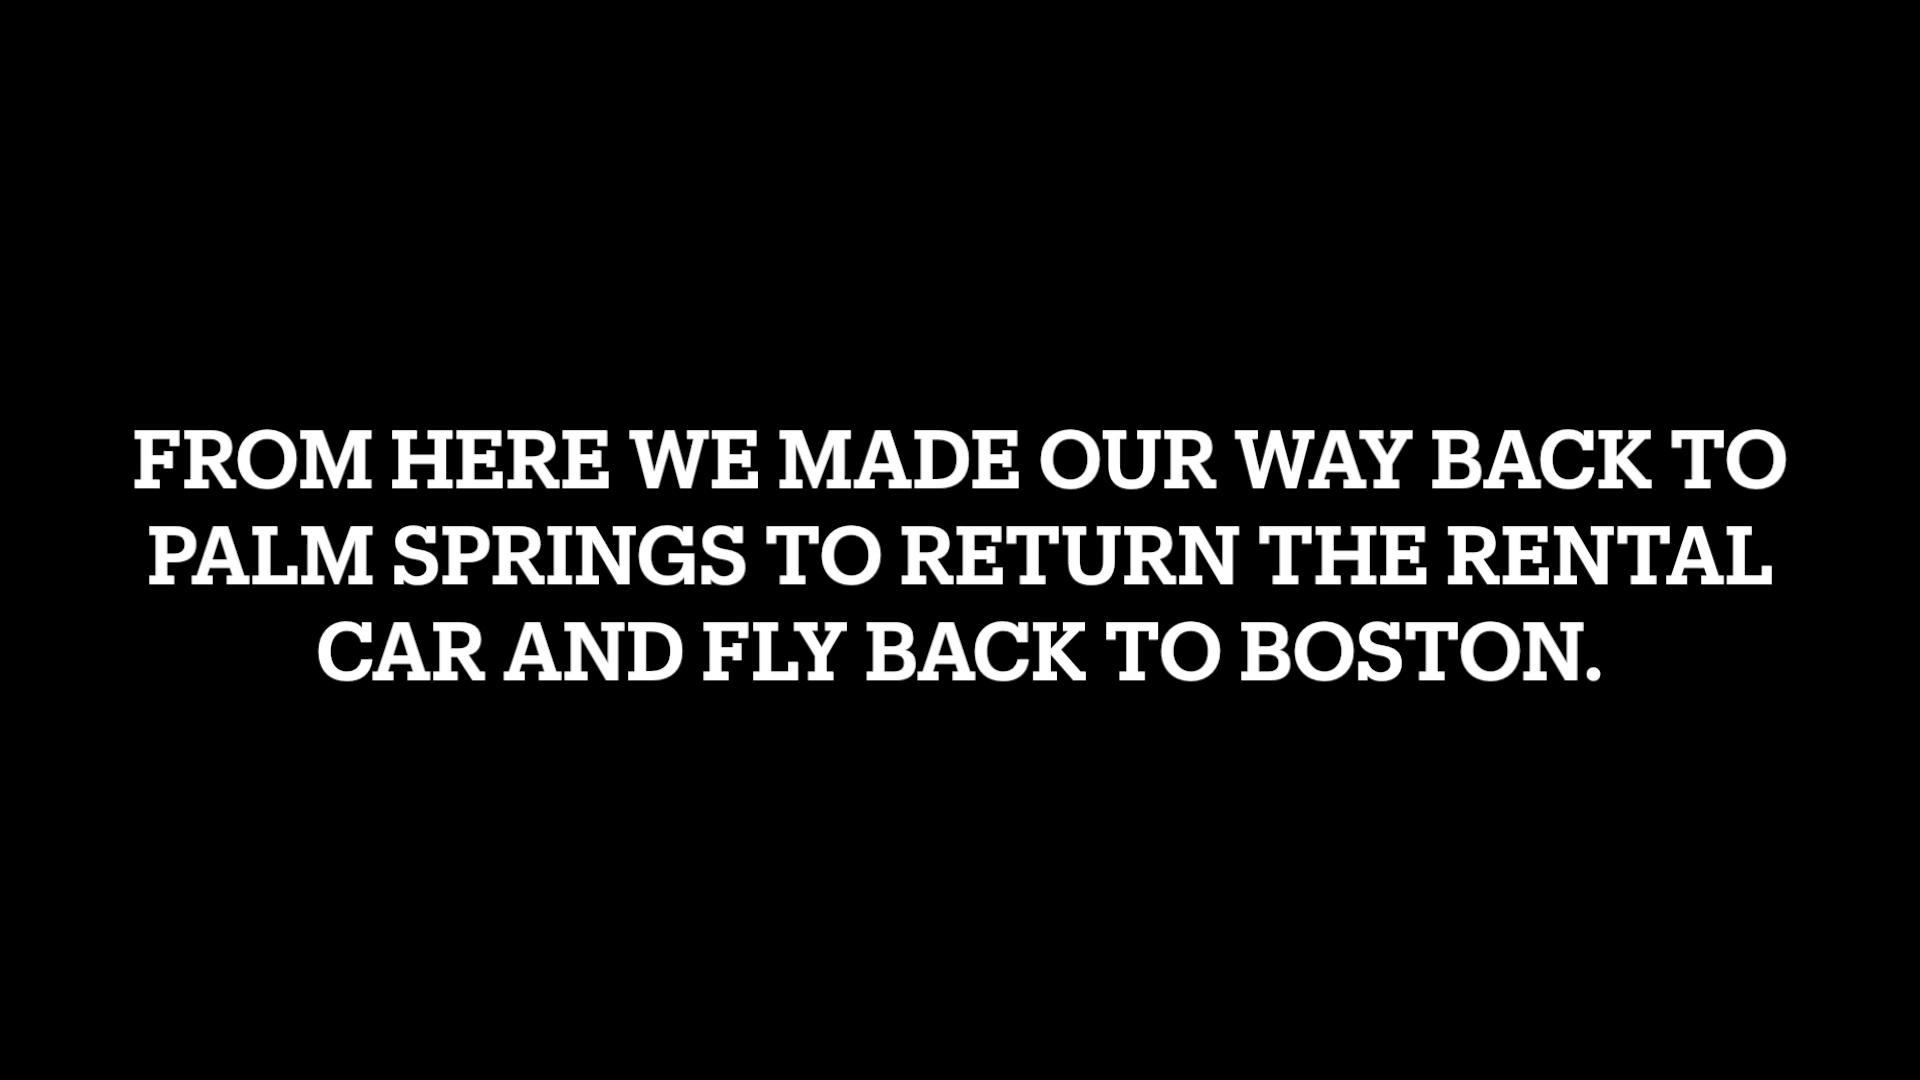 FROM HERE WE MADE OUR WAY BACK TO
PALM SPRINGS TO RETURN THE RENTAL
CAR AND FLY BACK TO BOSTON.